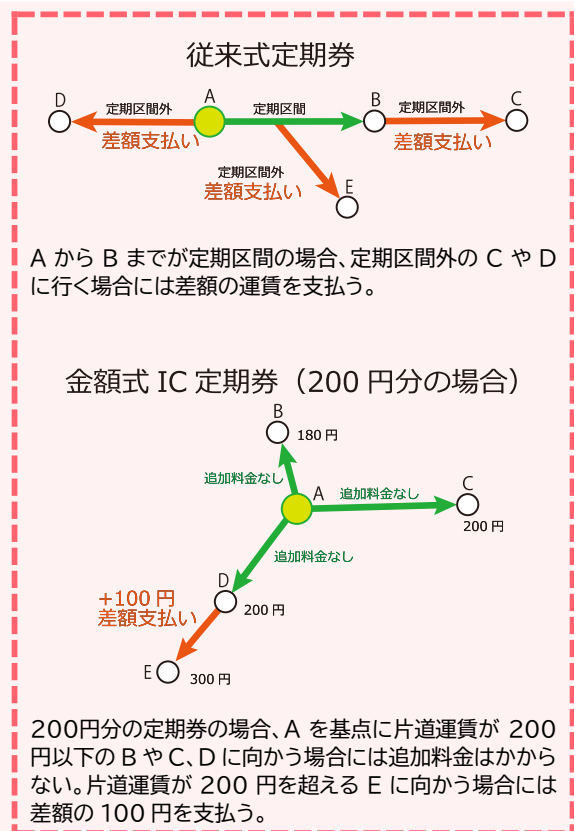 従来式定期券
D
定期区間外
A
定期区間
B
定期区間外
C
差額支払い
差額支払い
定期区間外
差額支払い
E
A から B までが定期区間の場合、定期区間外の C や D
に行く場合には差額の運賃を支払う。
金額式 IC 定期券（200 円分の場合）
B
180 円
追加料金なし
A
追加料金なし
C
200 円
追加料金なし
D
200 円
+100 円
差額支払い
E
300 円
200円分の定期券の場合、A を基点に片道運賃が 200
円以下の B や C、D に向かう場合には追加料金はかから
ない。片道運賃が 200 円を超える E に向かう場合には
差額の 100 円を支払う。